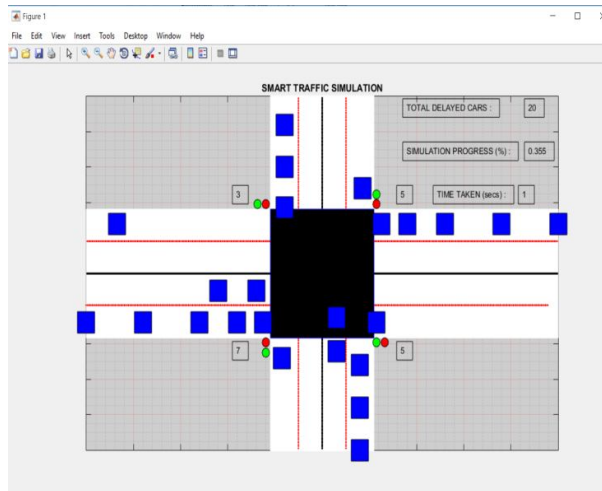 Figure 1
File Edit View Insert Tools Desktop Window Help
SMART TRAFFIC SIMULATION
TOTAL DELAYED CARS : 20
SIMULATION PROGRESS (%) : 0.355
3
5
TIME TAKEN (secs) : 1
7
5